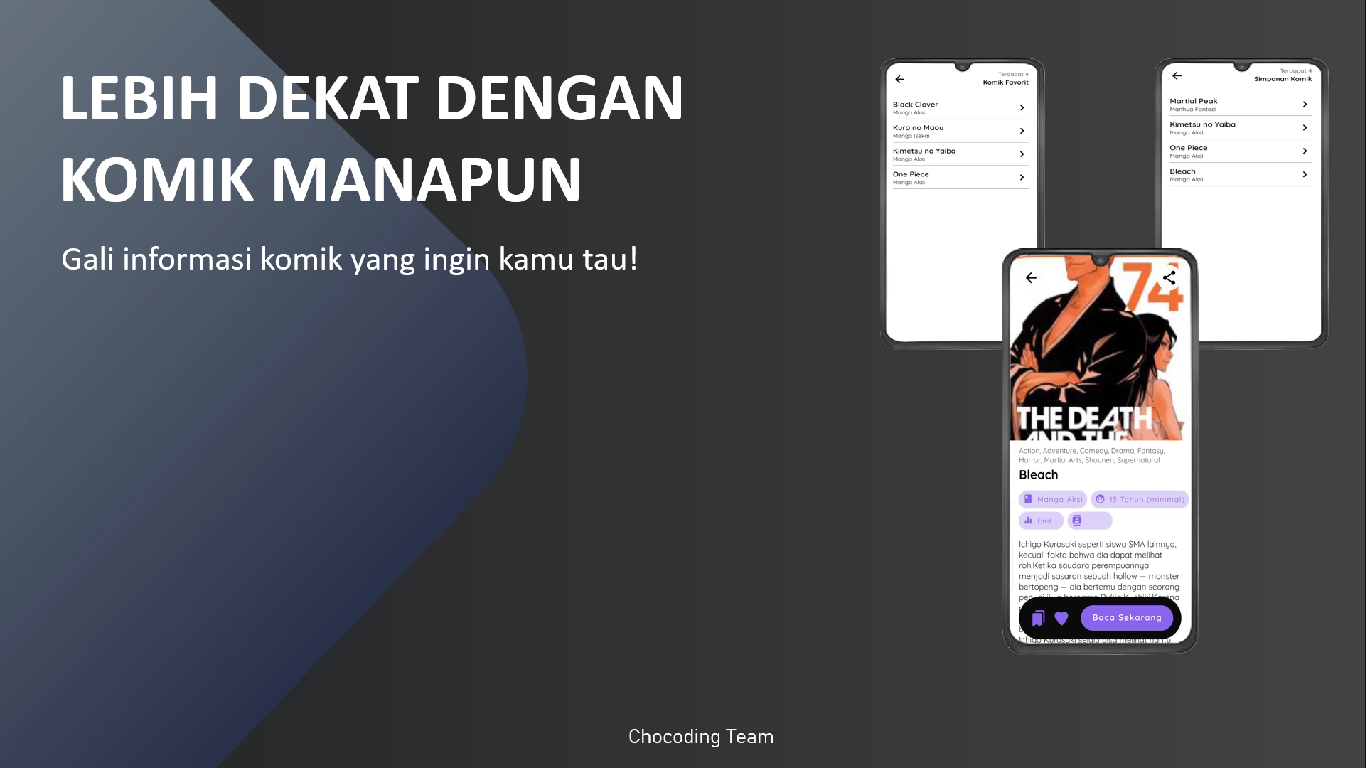 LEBIH DEKAT DENGAN
KOMIK MANAPUN
Gali informasi komik yang ingin kamu tau!
Terdapat 4
Komik Favorit
Black Clover
Manga Aksi
Kuro no Maou
Manga Isekai
Kimetsu no Yaiba
Manga Aksi
One Piece
Manga Aksi
Terdapat 4
Simpanan Komik
Martial Peak
Manhua Fantasi
Kimetsu no Yaiba
Manga Aksi
One Piece
Manga Aksi
Bleach
Manga Aksi
74
THE DEATH
AND THE
Action, Adventure, Comedy, Drama, Fantasy,
Horror, Martial Arts, Shounen, Supernatural
Bleach
Manga Aksi
15 Tahun (minimal)
End
Ichigo Kurosaki seperti siswa SMA lainnya,
kecuali fakta bahwa dia dapat melihat
roh Ketika saudara perempuannya
menjadi sasaran sebuah hollow — monster
bertopeng — dia bertemu dengan seorang
Baca Sekarang
Chocoding Team